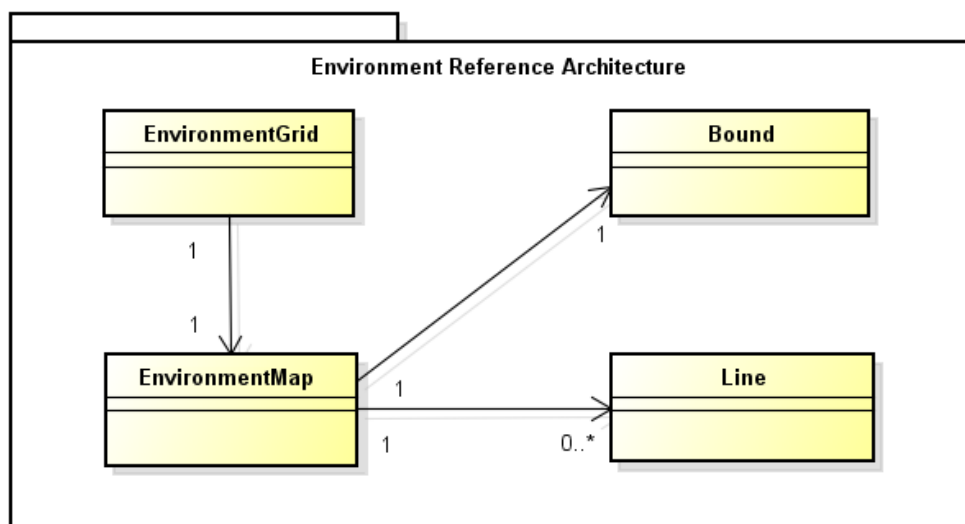 Environment Reference Architecture
EnvironmentGrid
Bound
1
1
1
EnvironmentMap
Line
1
1
0..*